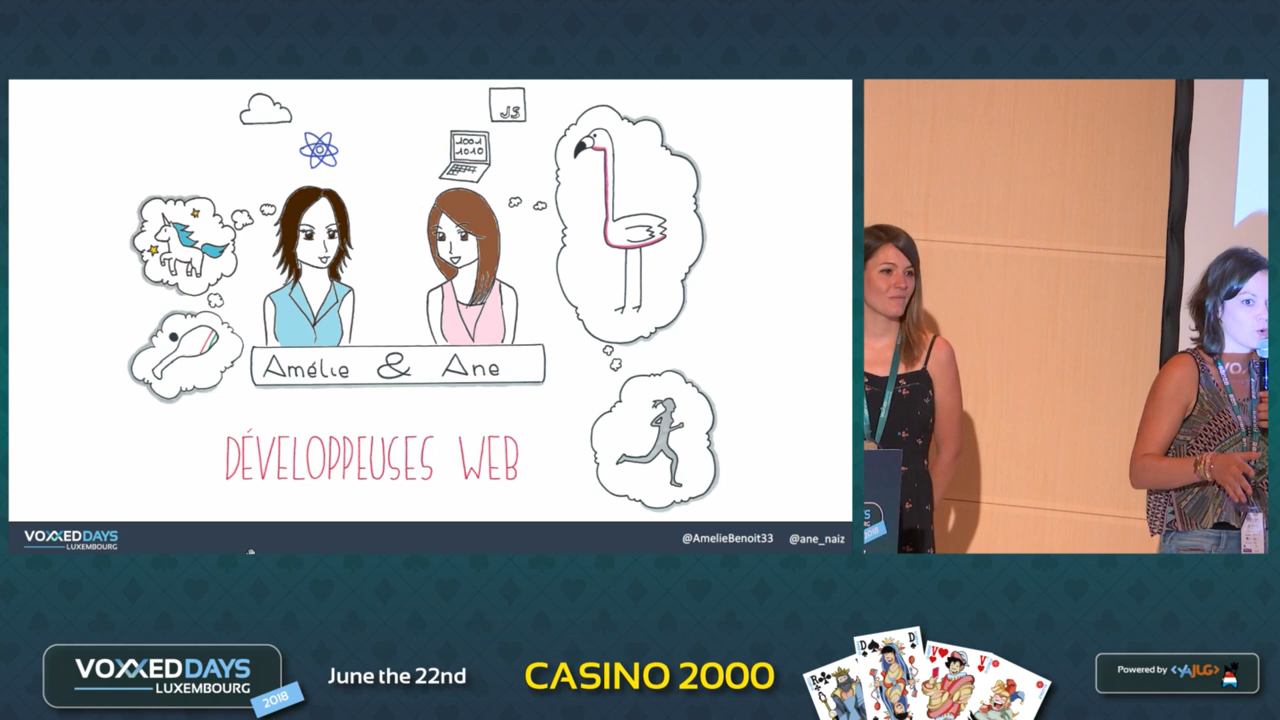 JS
1001
1010
Amélie & Ane
DÉVELOPPEUSES WEB
VOXXEDDAYS
LUXEMBOURG
@AmelieBenoit33 @ane_naiz
VOXXEDDAYS
LUXEMBOURG
2018
June the 22nd
CASINO 2000
Powered by <YAJUG>